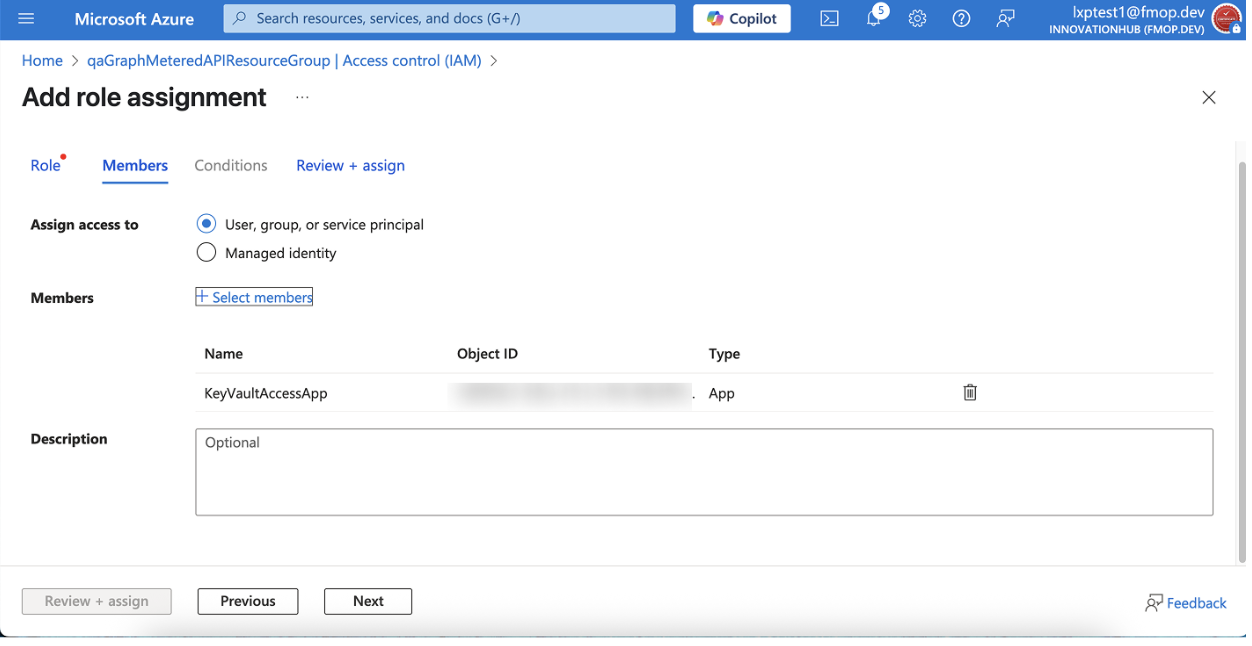 Microsoft Azure
Search resources, services, and docs (G+/)
Copilot
5
lxptest1@fmop.dev
INNOVATIONHUB (FMOP.DEV)
Home > qaGraphMeteredAPIResourceGroup | Access control (IAM) >
Add role assignment ...
Role Members Conditions Review + assign
Assign access to
User, group, or service principal
Managed identity
Members
+ Select members
Name Object ID Type
KeyVaultAccessApp . App
Description
Optional
Review + assign Previous Next
Feedback